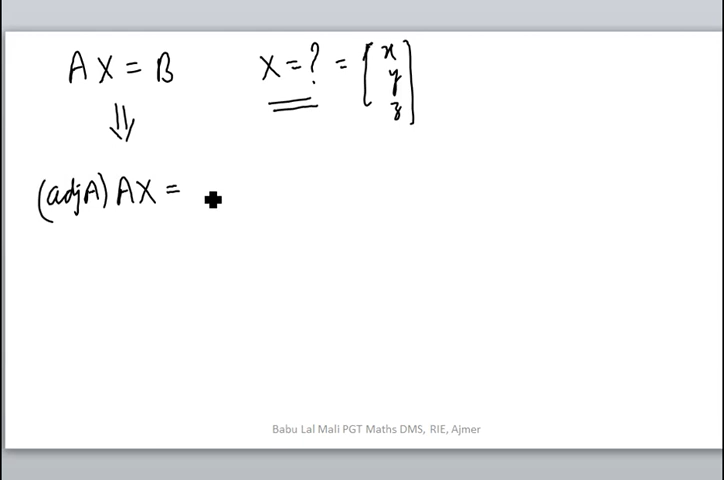 AX = B X = ? = [x y z]
⇓
(adjA) AX =
Babu Lal Mali PGT Maths DMS, RIE, Ajmer